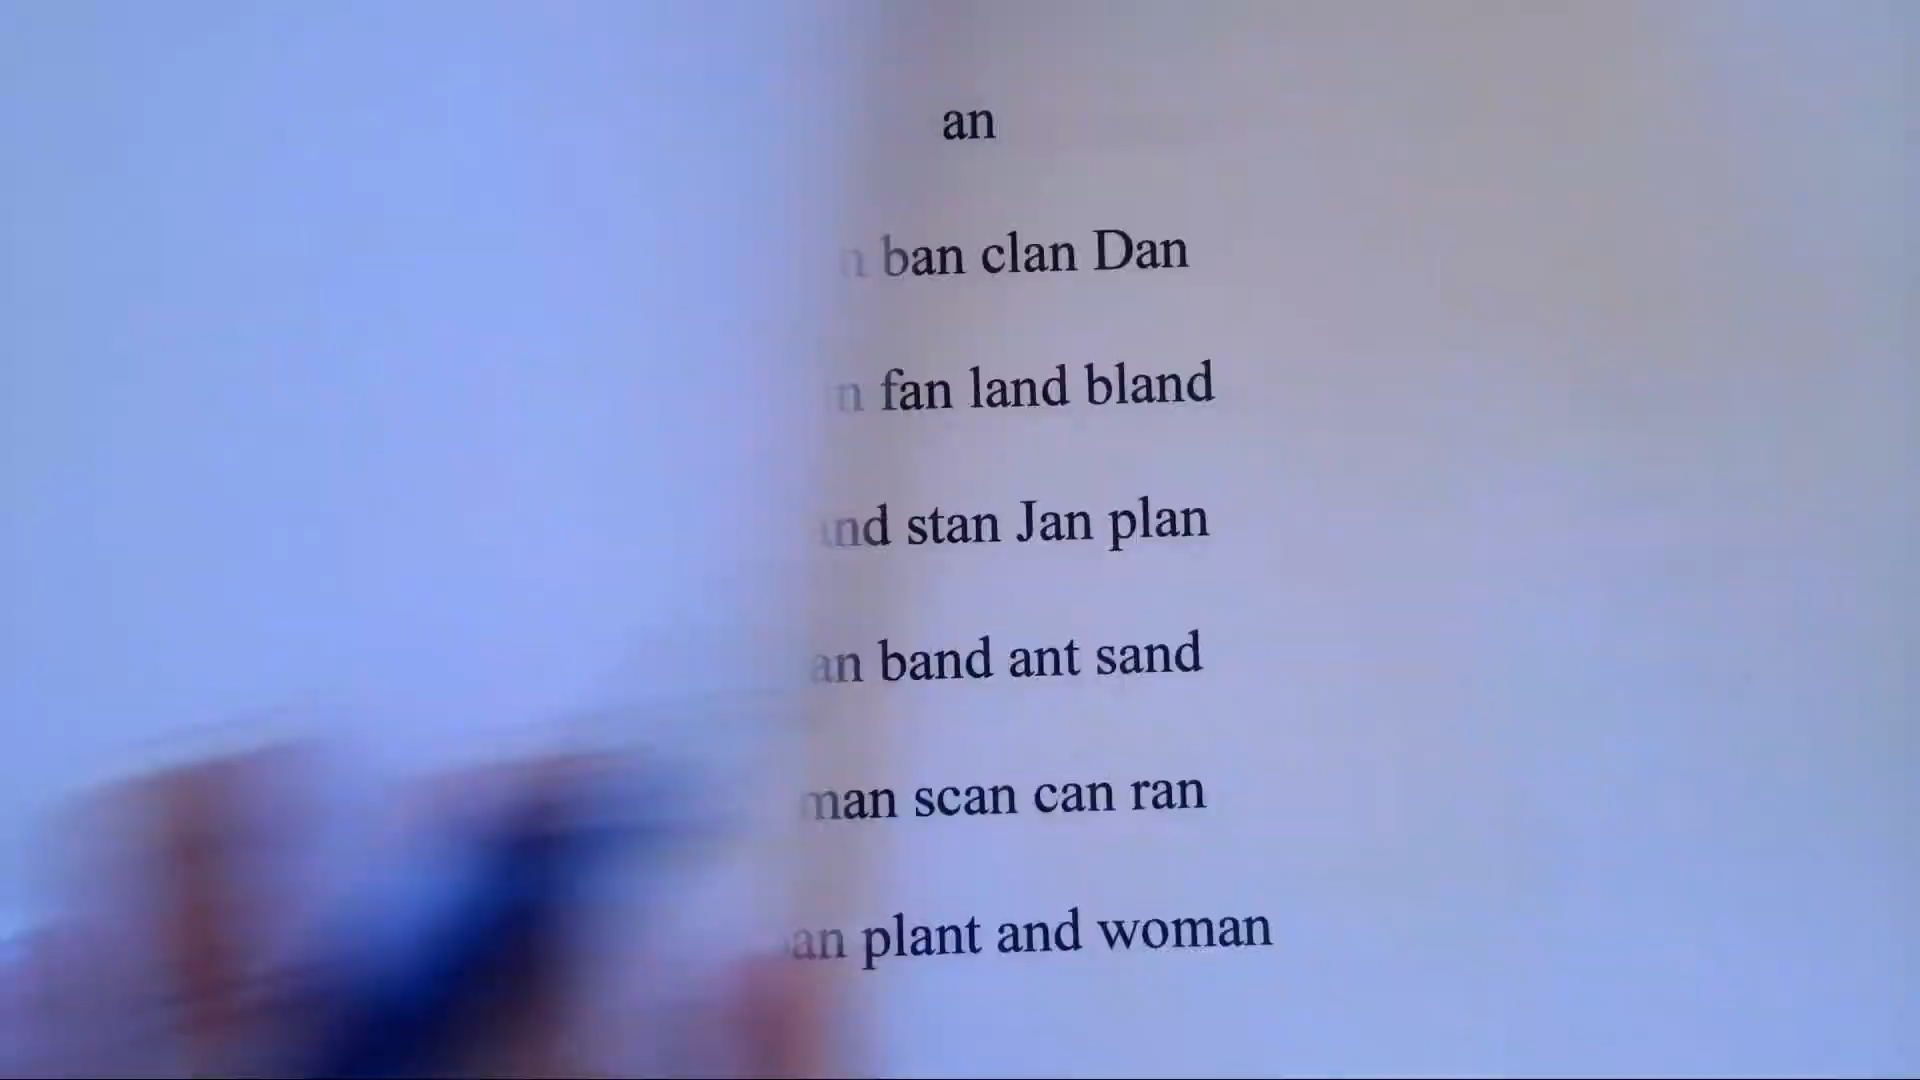 an
ban clan Dan
fan land bland
stan Jan plan
band ant sand
scan can ran
plant and woman